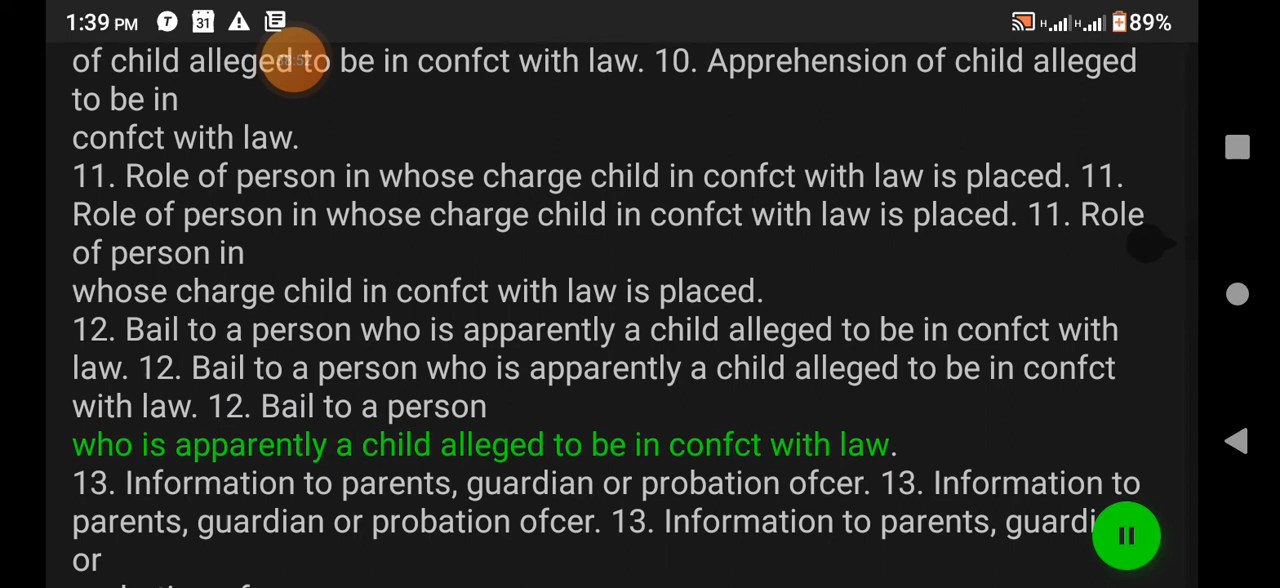 1:39 PM T 31 H H 89%
of child alleged to be in confct with law. 10. Apprehension of child alleged
to be in
confct with law.
11. Role of person in whose charge child in confct with law is placed. 11.
Role of person in whose charge child in confct with law is placed. 11. Role
of person in
whose charge child in confct with law is placed.
12. Bail to a person who is apparently a child alleged to be in confct with
law. 12. Bail to a person who is apparently a child alleged to be in confct
with law. 12. Bail to a person
who is apparently a child alleged to be in confct with law.
13. Information to parents, guardian or probation ofcer. 13. Information to
parents, guardian or probation ofcer. 13. Information to parents,
or